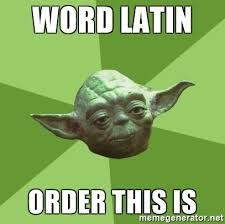 WORD LATIN
ORDER THIS IS
memegenerator.net